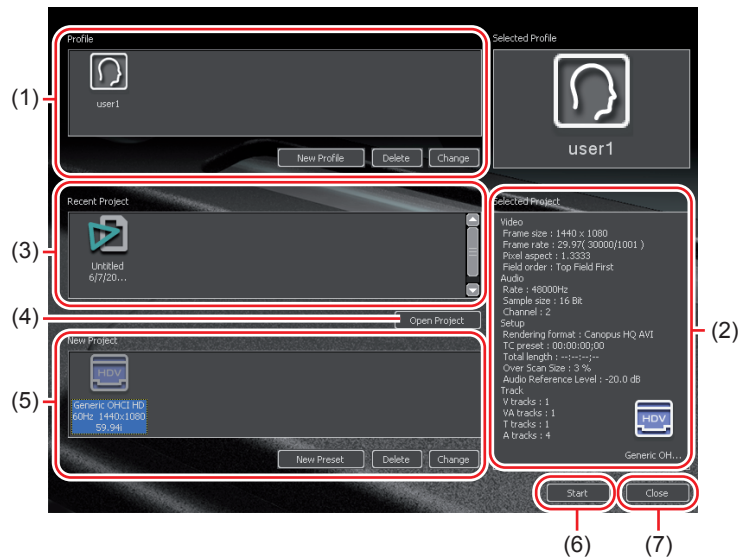 Profile
user1
New Profile
Delete
Change
(1)
Selected Profile
user1
Recent Project
Untitled
6/7/20...
(3)
(4)
Open Project
New Project
HDV
Generic OHCI HD
60Hz 1440x1080
59.94i
(5)
New Preset
Delete
Change
Selected Project
Video
Frame size : 1440 x 1080
Frame rate : 29.97( 30000/1001 )
Pixel aspect : 1.3333
Field order : Top Field First
Audio
Rate : 48000Hz
Sample size : 16 Bit
Channel : 2
Setup
Rendering format : Canopus HQ AVI
TC preset : 00:00:00;00
Total length : --:--:--;--
Over Scan Size : 3 %
Audio Reference Level : -20.0 dB
Track
V tracks : 1
VA tracks : 1
T tracks : 1
A tracks : 4
HDV
Generic OH...
(2)
Start
Close
(6)
(7)